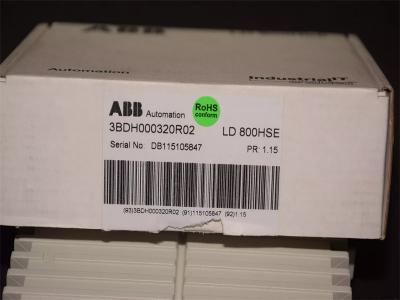 ABB
Automation
IndustrialIT
ABB Automation
RoHS
conform
3BDH000320R02 LD 800HSE
Serial No: DB115105847 PR: 1.15
(93)3BDH000320R02 (91)115105847 (92)1.15